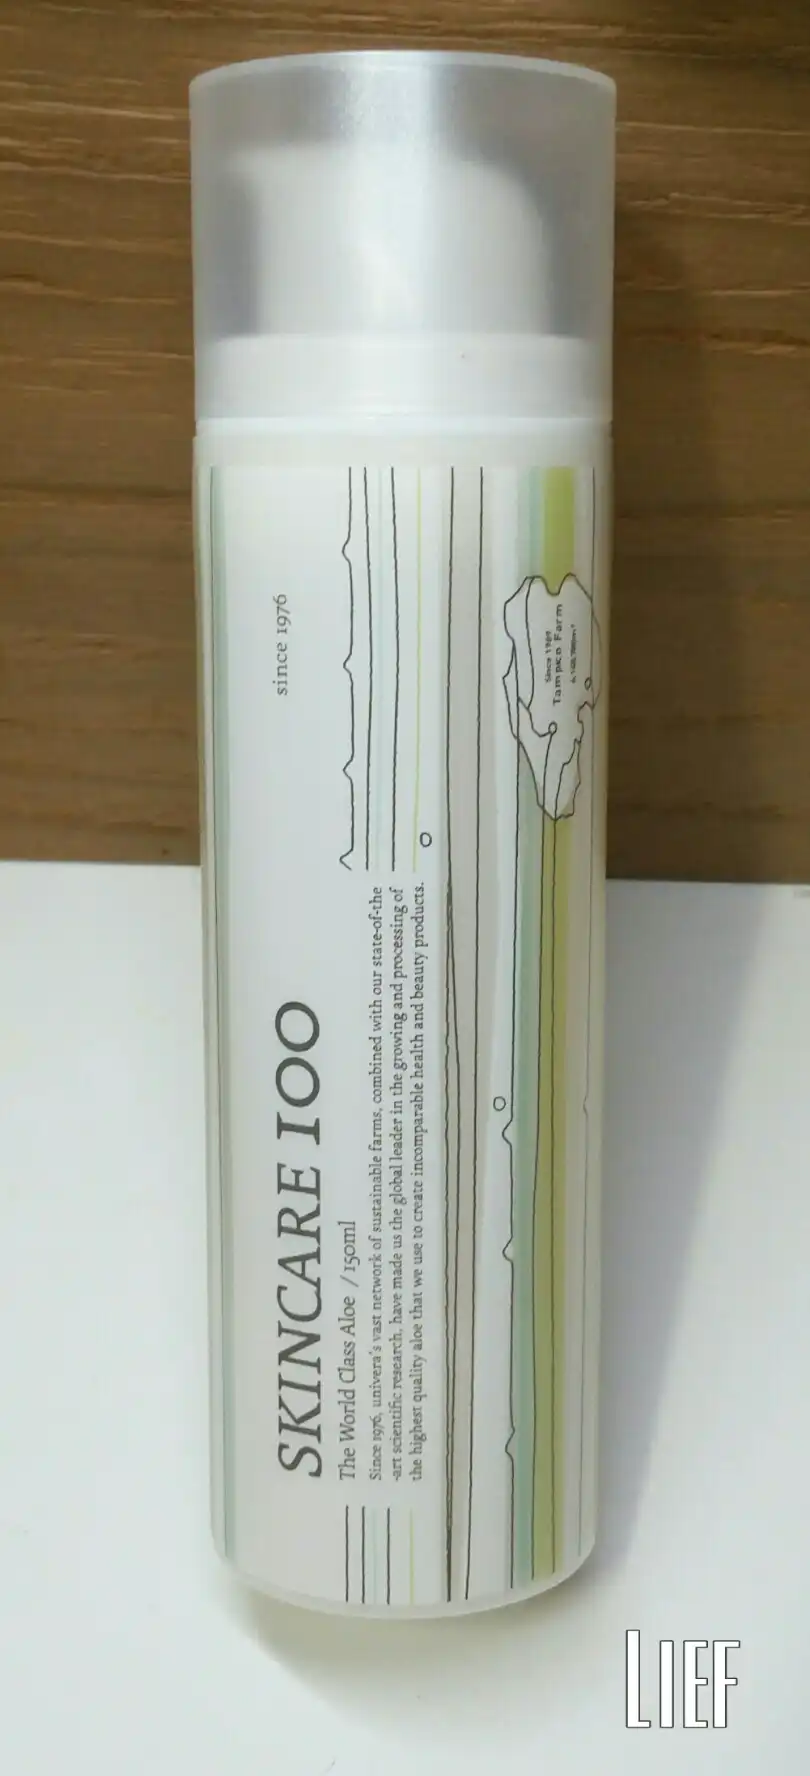 SKINCARE 100
since 1976
The World Class Aloe / 150ml
Since 1976, univera's vast network of sustainable farms, combined with our state-of-the
-art scientific research, have made us the global leader in the growing and processing of
the highest quality aloe that we use to create incomparable health and beauty products.
Since 1989
Tampico Farm
LIEF